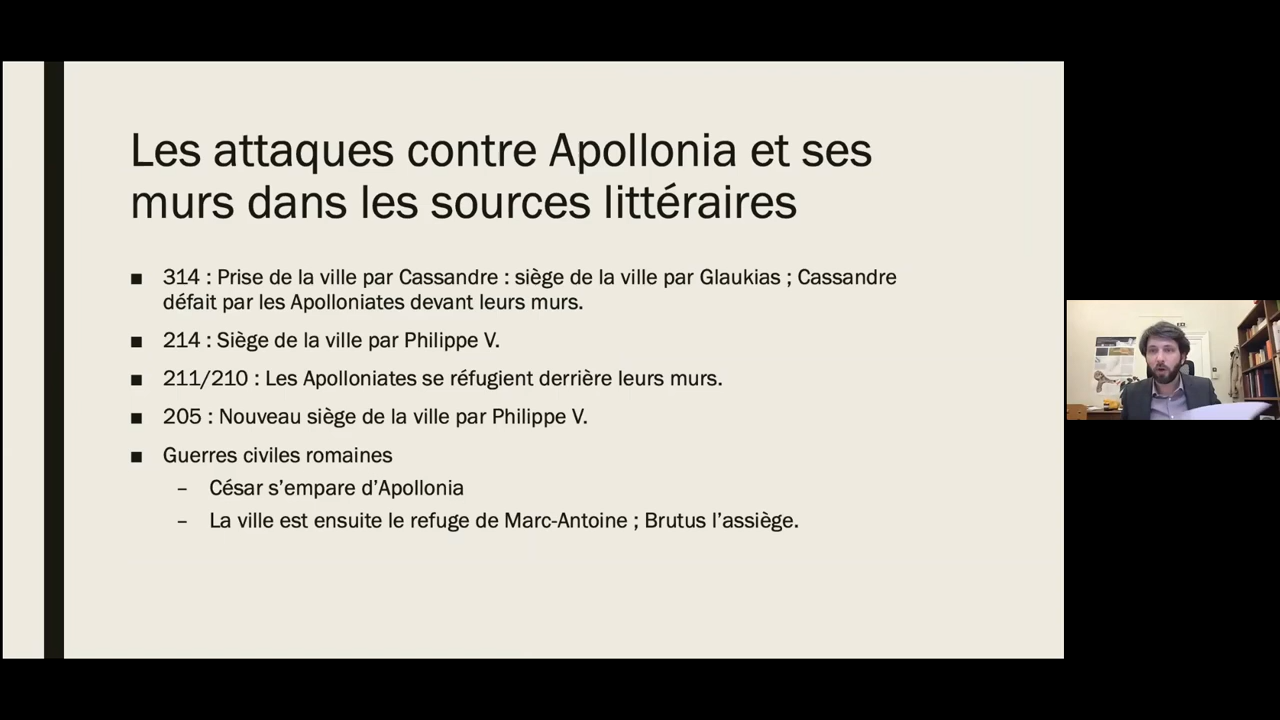 Les attaques contre Apollonia et ses
murs dans les sources littéraires
■ 314 : Prise de la ville par Cassandre : siège de la ville par Glaukias ; Cassandre
défait par les Apolloniates devant leurs murs.
■ 214 : Siège de la ville par Philippe V.
■ 211/210 : Les Apolloniates se réfugient derrière leurs murs.
■ 205 : Nouveau siège de la ville par Philippe V.
■ Guerres civiles romaines
– César s’empare d’Apollonia
– La ville est ensuite le refuge de Marc-Antoine ; Brutus l’assiège.